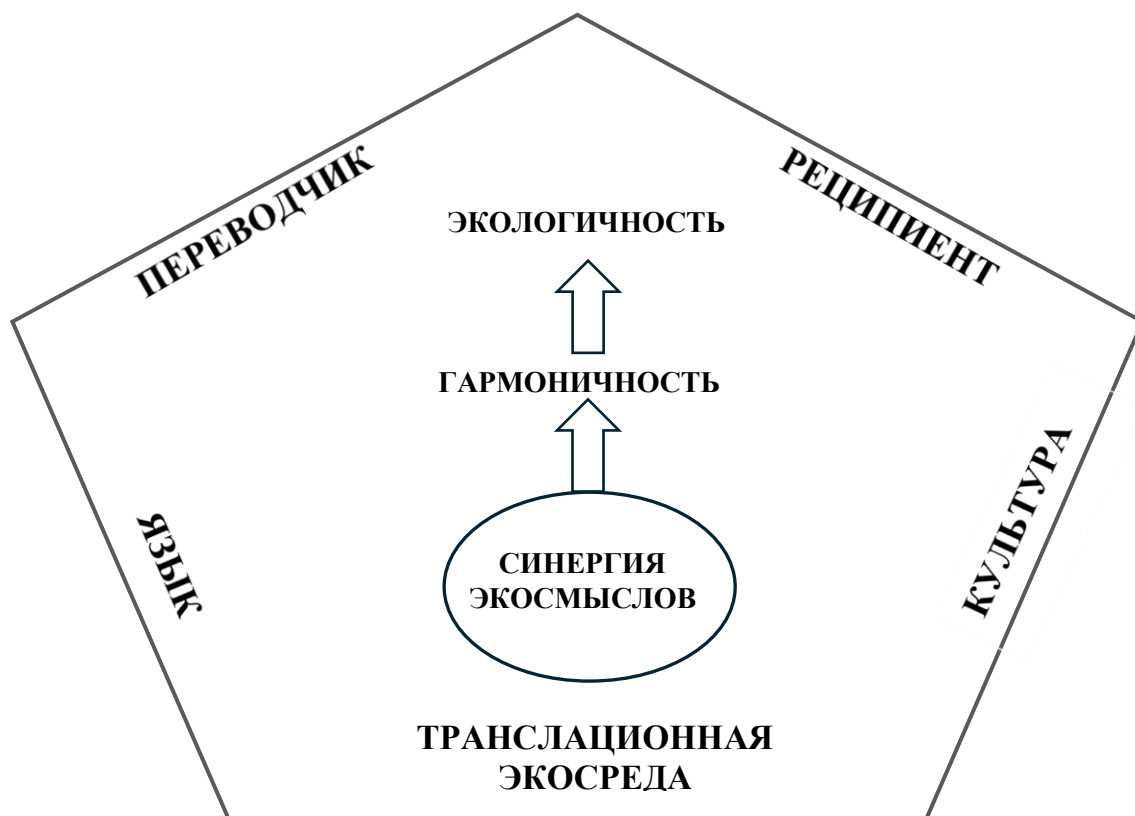 ПЕРЕВОДЧИК
РЕЦИПИЕНТ
ЭКОЛОГИЧНОСТЬ
ГАРМОНИЧНОСТЬ
ЯЗЫК
КУЛЬТУРА
СИНЕРГИЯ
ЭКОСМЫСЛОВ
ТРАНСЛАЦИОННАЯ
ЭКОСРЕДА